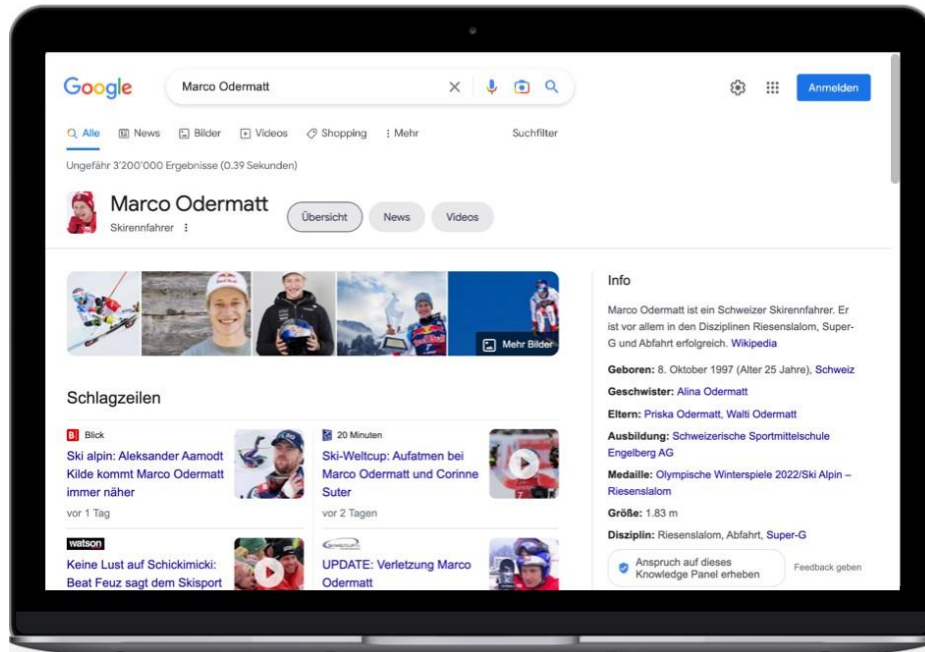 Google
Marco Odermatt
Anmelden
Alle News Bilder Videos Shopping Mehr Suchfilter
Ungefähr 3'200'000 Ergebnisse (0.39 Sekunden)
Marco Odermatt
Skirennfahrer
Übersicht News Videos
Mehr Bilder
Schlagzeilen
Blick
Ski alpin: Aleksander Aamodt
Kilde kommt Marco Odermatt
immer näher
vor 1 Tag
20 Minuten
Ski-Weltcup: Aufatmen bei
Marco Odermatt und Corinne
Suter
vor 2 Tagen
watson
Keine Lust auf Schickimicki:
Beat Feuz sagt dem Skisport
UPDATE: Verletzung Marco
Odermatt
Info
Marco Odermatt ist ein Schweizer Skirennfahrer. Er
ist vor allem in den Disziplinen Riesenslalom, Super-
G und Abfahrt erfolgreich. Wikipedia
Geboren: 8. Oktober 1997 (Alter 25 Jahre), Schweiz
Geschwister: Alina Odermatt
Eltern: Priska Odermatt, Walti Odermatt
Ausbildung: Schweizerische Sportmittelschule
Engelberg AG
Medaille: Olympische Winterspiele 2022/Ski Alpin –
Riesenslalom
Größe: 1.83 m
Disziplin: Riesenslalom, Abfahrt, Super-G
Anspruch auf dieses
Knowledge Panel erheben
Feedback geben